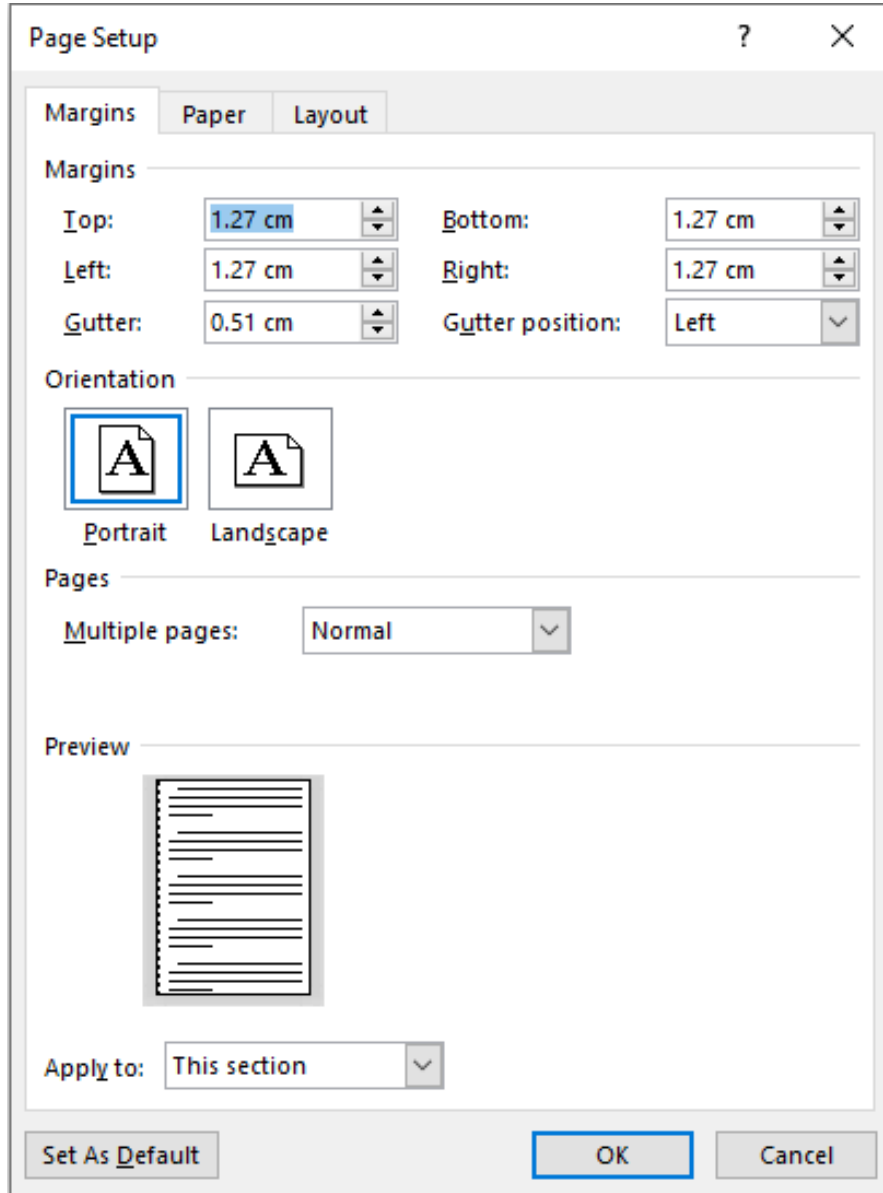 Page Setup ?
Margins Paper Layout
Margins
Top: 1.27 cm Bottom: 1.27 cm
Left: 1.27 cm Right: 1.27 cm
Gutter: 0.51 cm Gutter position: Left
Orientation
A A
Portrait Landscape
Pages
Multiple pages: Normal
Preview
Apply to: This section
Set As Default OK Cancel